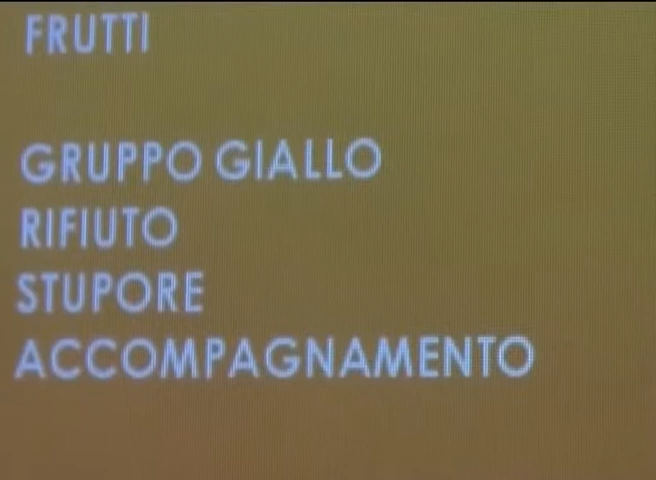 FRUTTI
GRUPPO GIALLO
RIFIUTO
STUPORE
ACCOMPAGNAMENTO